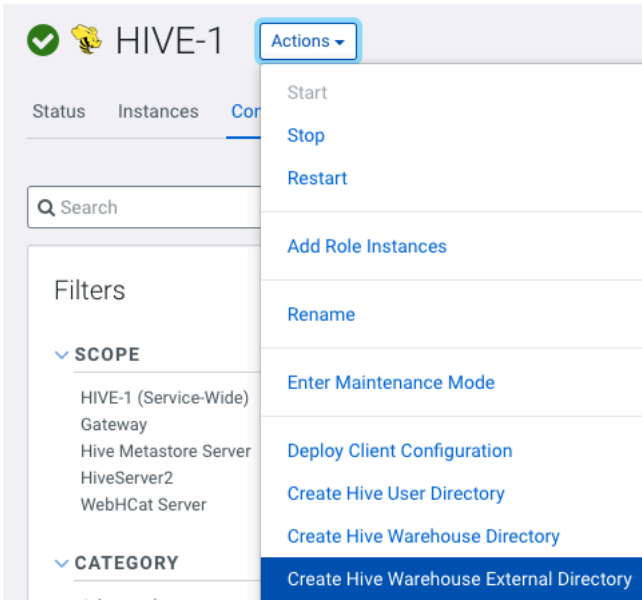 HIVE-1
Actions
Status
Instances
Search
Filters
SCOPE
HIVE-1 (Service-Wide)
Gateway
Hive Metastore Server
HiveServer2
WebHCat Server
CATEGORY
Start
Stop
Restart
Add Role Instances
Rename
Enter Maintenance Mode
Deploy Client Configuration
Create Hive User Directory
Create Hive Warehouse Directory
Create Hive Warehouse External Directory